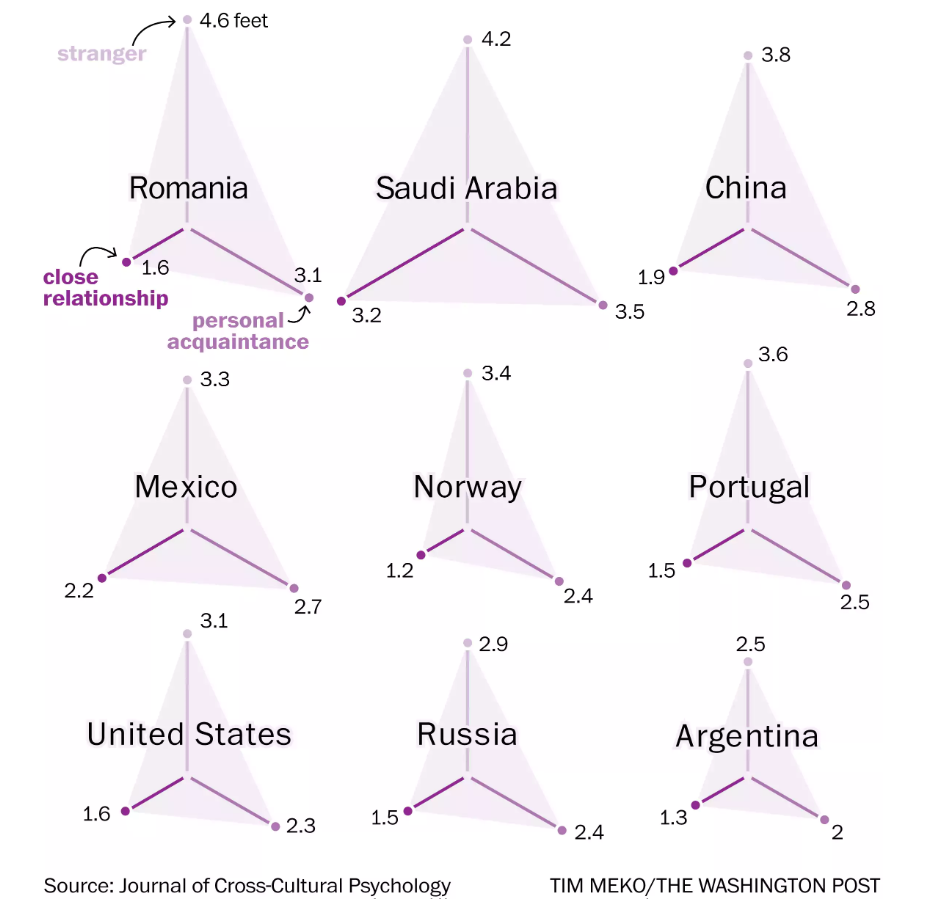 4.6 feet
stranger
Romania
close
relationship
1.6
3.1
personal
acquaintance
4.2
Saudi Arabia
3.2
3.5
3.8
China
1.9
2.8
3.3
Mexico
2.2
2.7
3.4
Norway
1.2
2.4
3.6
Portugal
1.5
2.5
3.1
United States
1.6
2.3
2.9
Russia
1.5
2.4
2.5
Argentina
1.3
2
Source: Journal of Cross-Cultural Psychology
TIM MEKO/THE WASHINGTON POST